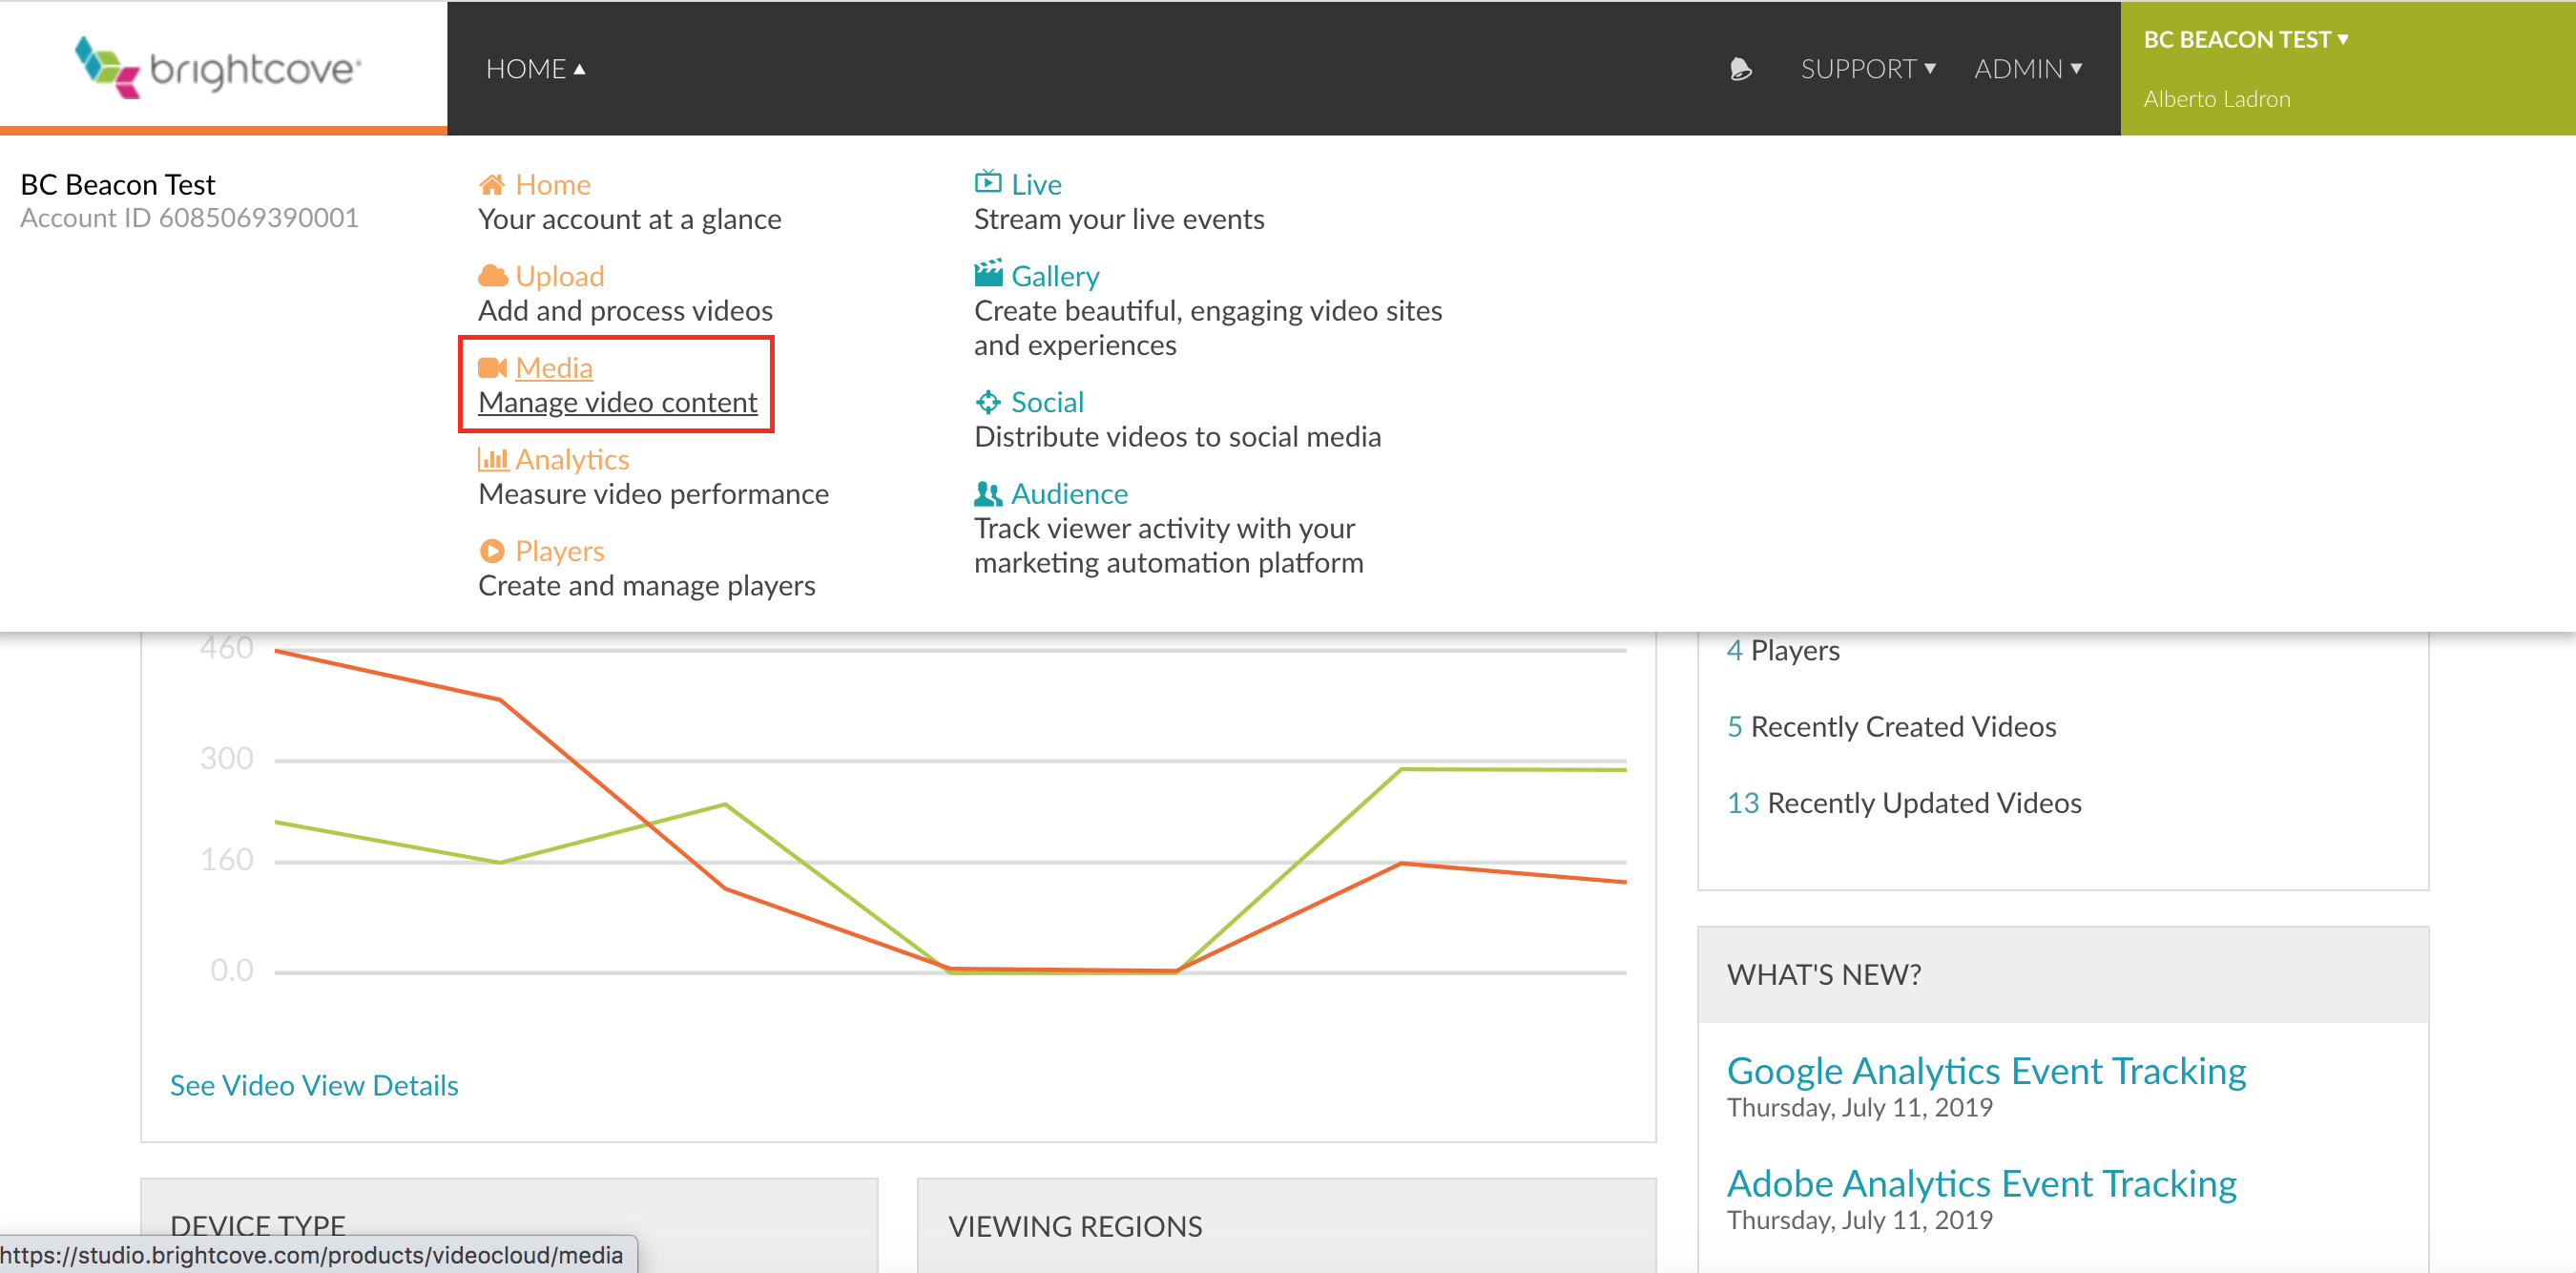 brightcove
HOME ▲
SUPPORT ▼
ADMIN ▼
BC BEACON TEST ▼
Alberto Ladron
BC Beacon Test
Account ID 6085069390001
Home
Your account at a glance
Upload
Add and process videos
Media
Manage video content
Analytics
Measure video performance
Players
Create and manage players
Live
Stream your live events
Gallery
Create beautiful, engaging video sites
and experiences
Social
Distribute videos to social media
Audience
Track viewer activity with your
marketing automation platform
460
300
160
0.0
See Video View Details
4 Players
5 Recently Created Videos
13 Recently Updated Videos
WHAT'S NEW?
Google Analytics Event Tracking
Thursday, July 11, 2019
Adobe Analytics Event Tracking
Thursday, July 11, 2019
DEVICE TYPE
VIEWING REGIONS
https://studio.brightcove.com/products/videocloud/media